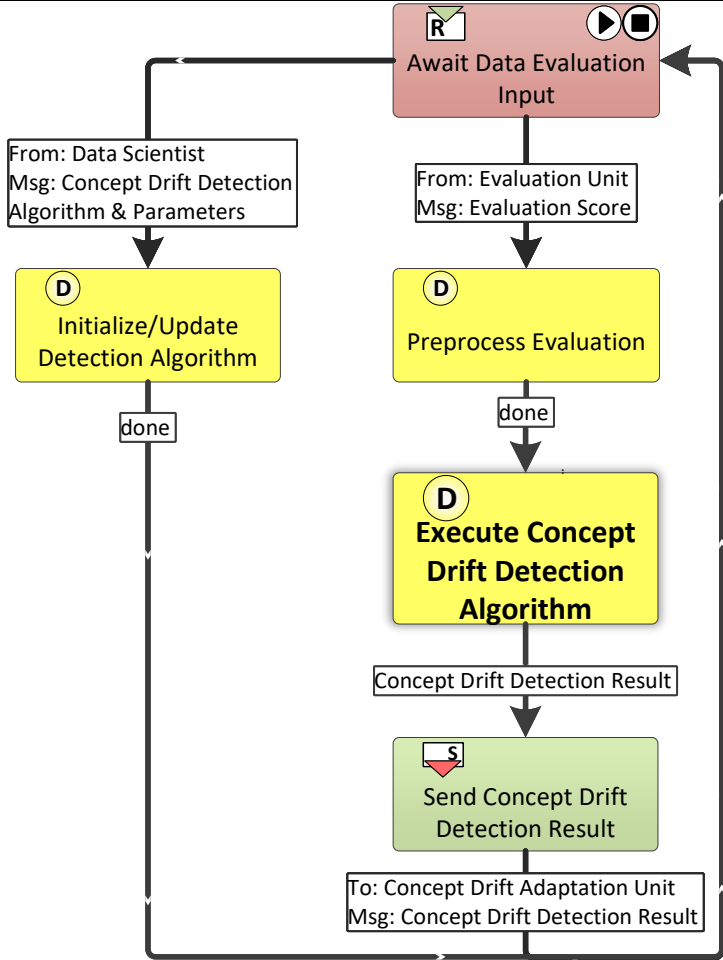 R
Await Data Evaluation
Input
From: Data Scientist
Msg: Concept Drift Detection
Algorithm & Parameters
From: Evaluation Unit
Msg: Evaluation Score
D
Initialize/Update
Detection Algorithm
D
Preprocess Evaluation
done
done
D
Execute Concept
Drift Detection
Algorithm
Concept Drift Detection Result
S
Send Concept Drift
Detection Result
To: Concept Drift Adaptation Unit
Msg: Concept Drift Detection Result